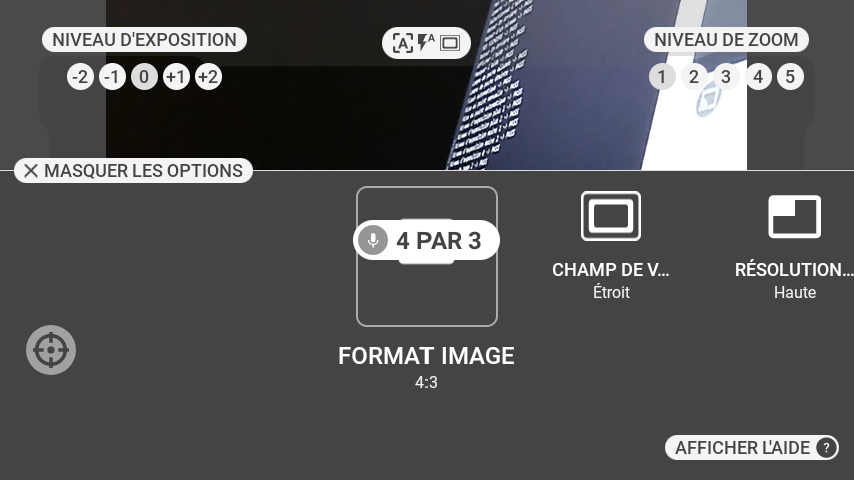 NIVEAU D'EXPOSITION
-2 -1 0 +1 +2
A A
NIVEAU DE ZOOM
1 2 3 4 5
MASQUER LES OPTIONS
4 PAR 3
FORMAT IMAGE
4:3
CHAMP DE V...
Étroit
RÉSOLUTION...
Haute
AFFICHER L'AIDE ?